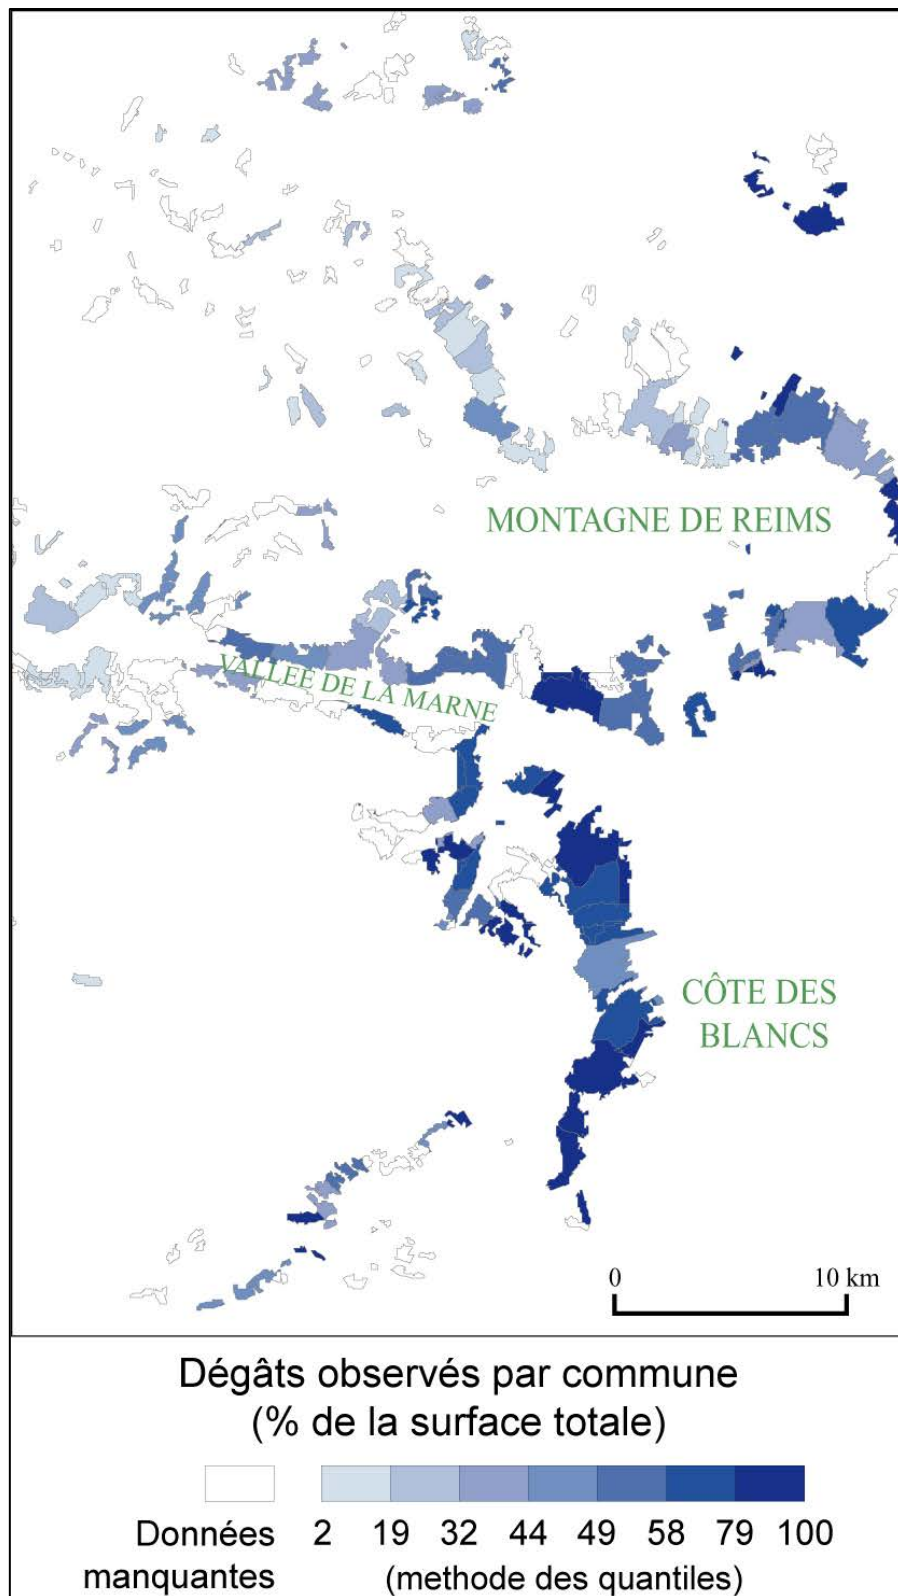 MONTAGNE DE REIMS
VALLEE DE LA MARNE
CÔTE DES
BLANCS
0 10 km
Dégâts observés par commune
(% de la surface totale)
Données
manquantes
2 19 32 44 49 58 79 100
(methode des quantiles)